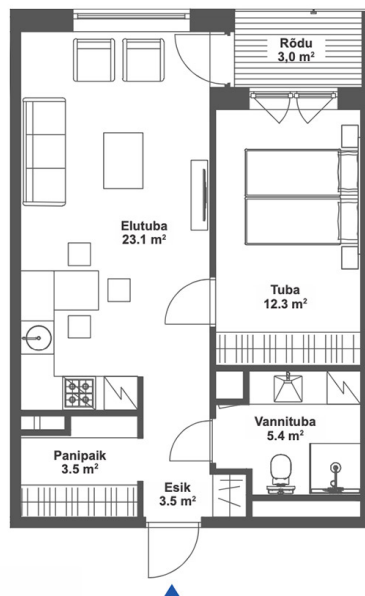 Rõdu
3,0 m²
Elutuba
23.1 m²
Tuba
12.3 m²
Vannituba
5.4 m²
Panipaik
3.5 m²
Esik
3.5 m²